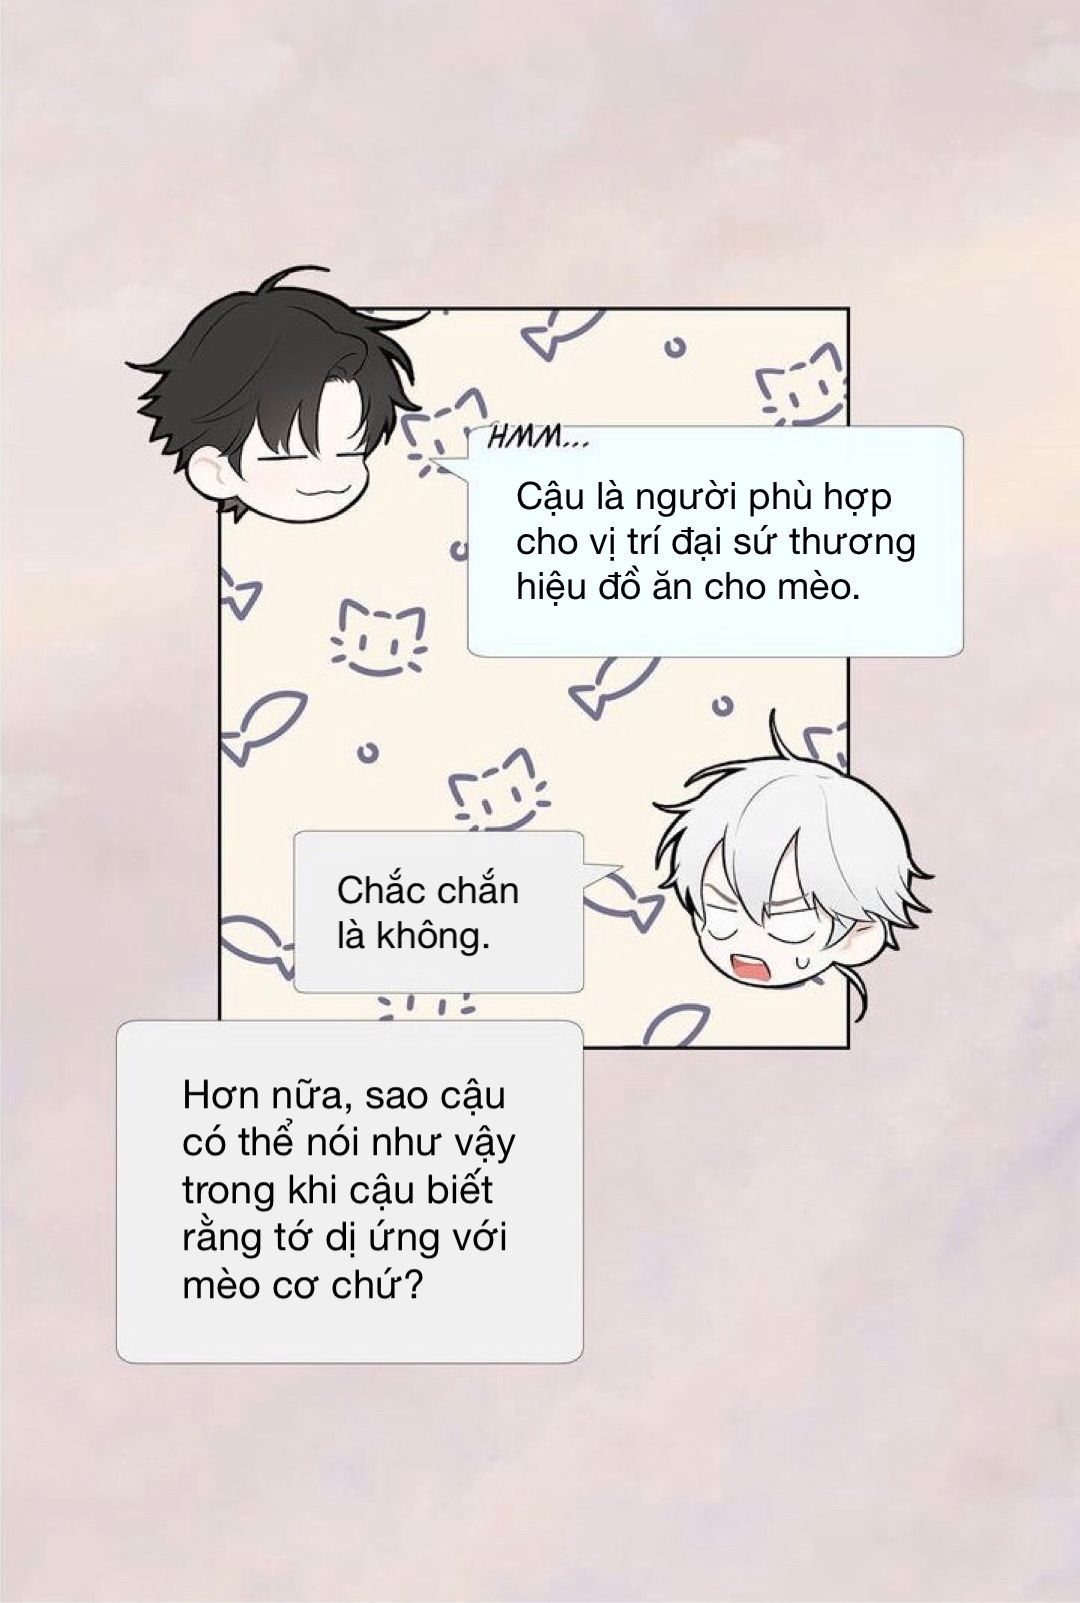 HMM...
Cậu là người phù hợp
cho vị trí đại sứ thương
hiệu đồ ăn cho mèo.
Chắc chắn
là không.
Hơn nữa, sao cậu
có thể nói như vậy
trong khi cậu biết
rằng tớ dị ứng với
mèo cơ chứ?